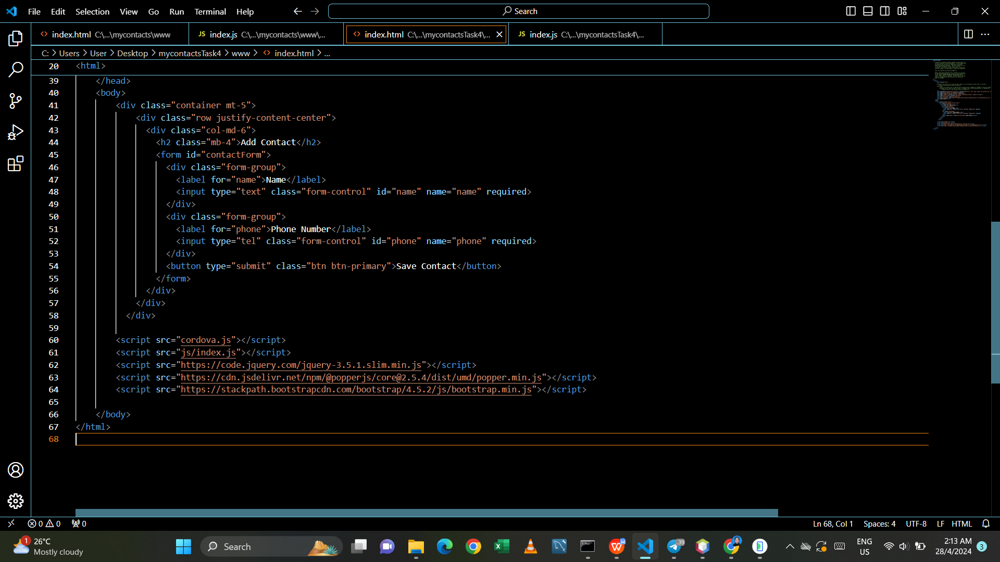 File Edit Selection View Go Run Terminal Help Search
index.html C:\...\mycontacts\www JS index.js C:\...\mycontacts\www\... index.html C:\...\mycontactsTask4\... JS index.js C:\...\mycontactsTask4\...
C: > Users > User > Desktop > mycontactsTask4 > www > <> index.html > ...
20 <html>
39 </head>
40 <body>
41 <div class="container mt-5">
42 <div class="row justify-content-center">
43 <div class="col-md-6">
44 <h2 class="mb-4">Add Contact</h2>
45 <form id="contactForm">
46 <div class="form-group">
47 <label for="name">Name</label>
48 <input type="text" class="form-control" id="name" name="name" required>
49 </div>
50 <div class="form-group">
51 <label for="phone">Phone Number</label>
52 <input type="tel" class="form-control" id="phone" name="phone" required>
53 </div>
54 <button type="submit" class="btn btn-primary">Save Contact</button>
55 </form>
56 </div>
57 </div>
58 </div>
59
60 <script src="cordova.js"></script>
61 <script src="js/index.js"></script>
62 <script src="https://code.jquery.com/jquery-3.5.1.slim.min.js"></script>
63 <script src="https://cdn.jsdelivr.net/npm/@popperjs/core@2.5.4/dist/umd/popper.min.js"></script>
64 <script src="https://stackpath.bootstrapcdn.com/bootstrap/4.5.2/js/bootstrap.min.js"></script>
65
66 </body>
67 </html>
68
0 0 0 Ln 68, Col 1 Spaces: 4 UTF-8 LF HTML
1 26°C Search .39 ENG 2:13 AM
Mostly cloudy US 28/4/2024 3